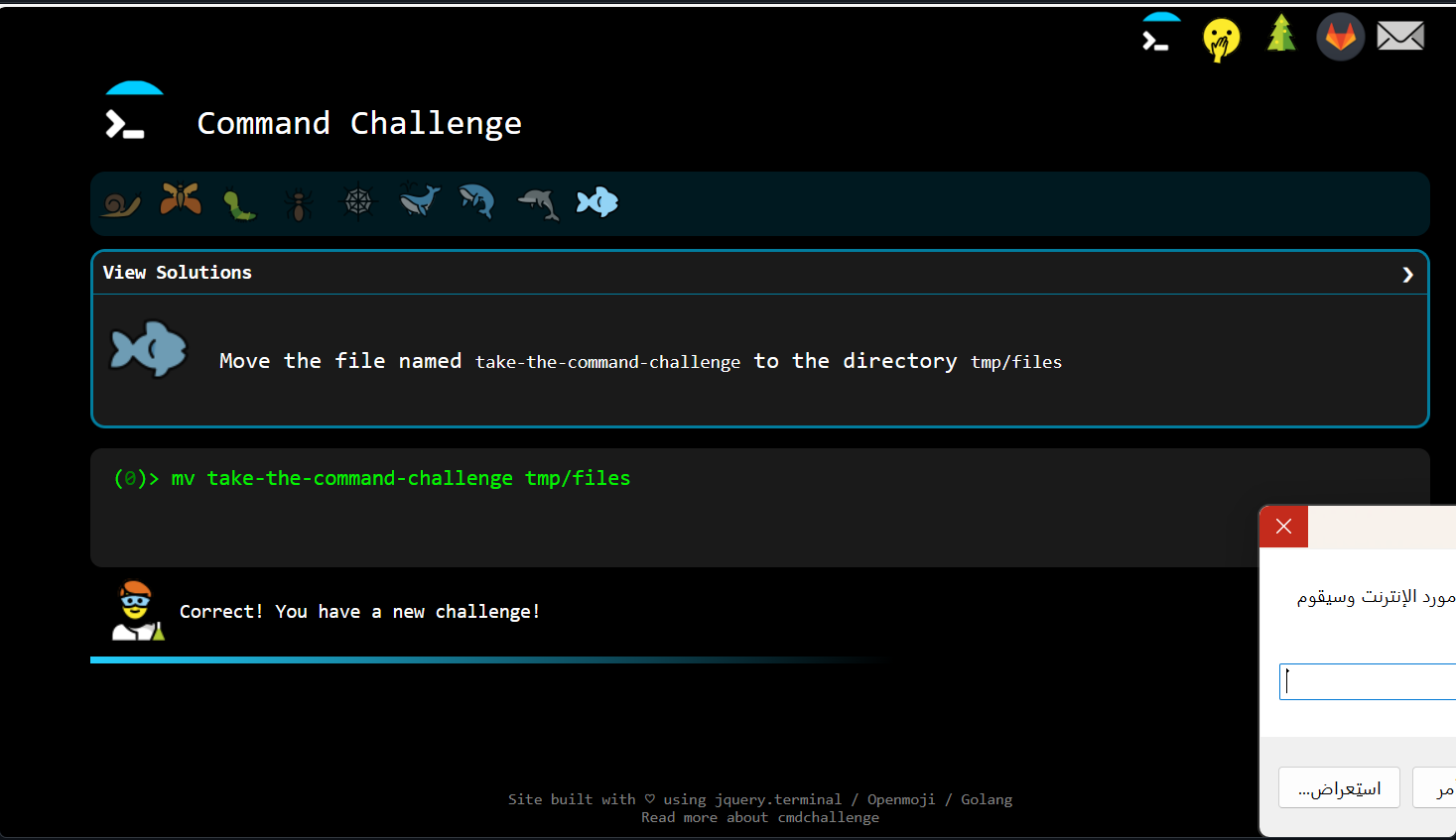 Command Challenge
View Solutions
Move the file named take-the-command-challenge to the directory tmp/files
(0)> mv take-the-command-challenge tmp/files
Correct! You have a new challenge!
مورد الإنترنت وسيقوم
استعراض...
Site built with ♡ using jquery.terminal / Openmoji / Golang
Read more about cmdchallenge